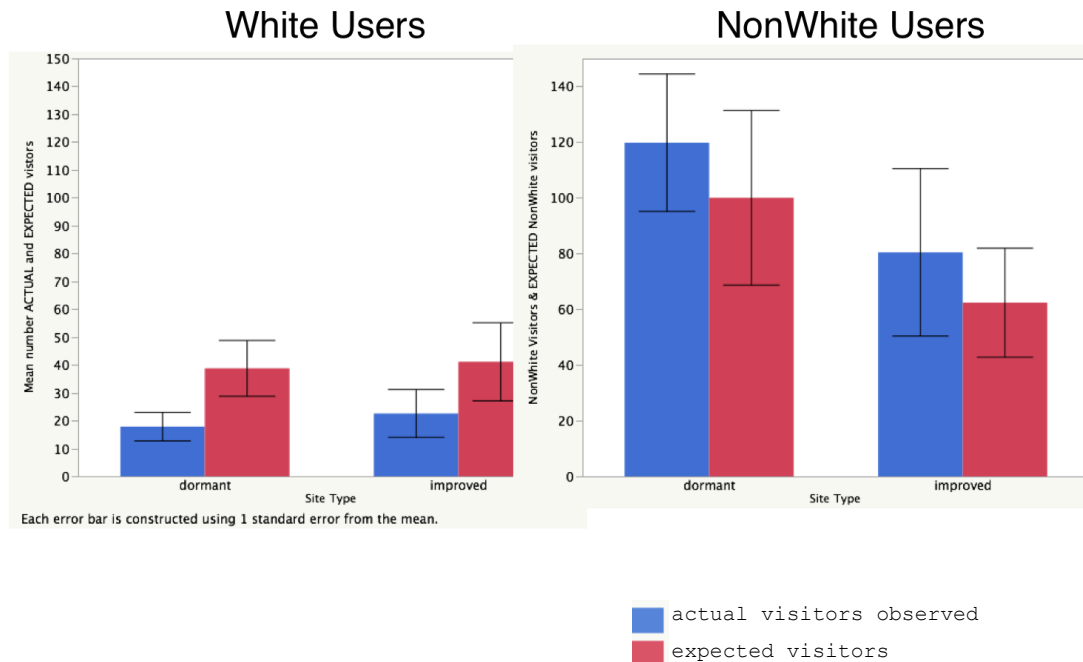 White Users
NonWhite Users
Mean number ACTUAL and EXPECTED vistors
150
140
130
120
110
100
90
80
70
60
50
40
30
20
10
0
dormant
improved
Site Type
Each error bar is constructed using 1 standard error from the mean.
NonWhite Visitors & EXPECTED NonWhite visitors
140
120
100
80
60
40
20
0
dormant
improved
Site Type
actual visitors observed
expected visitors